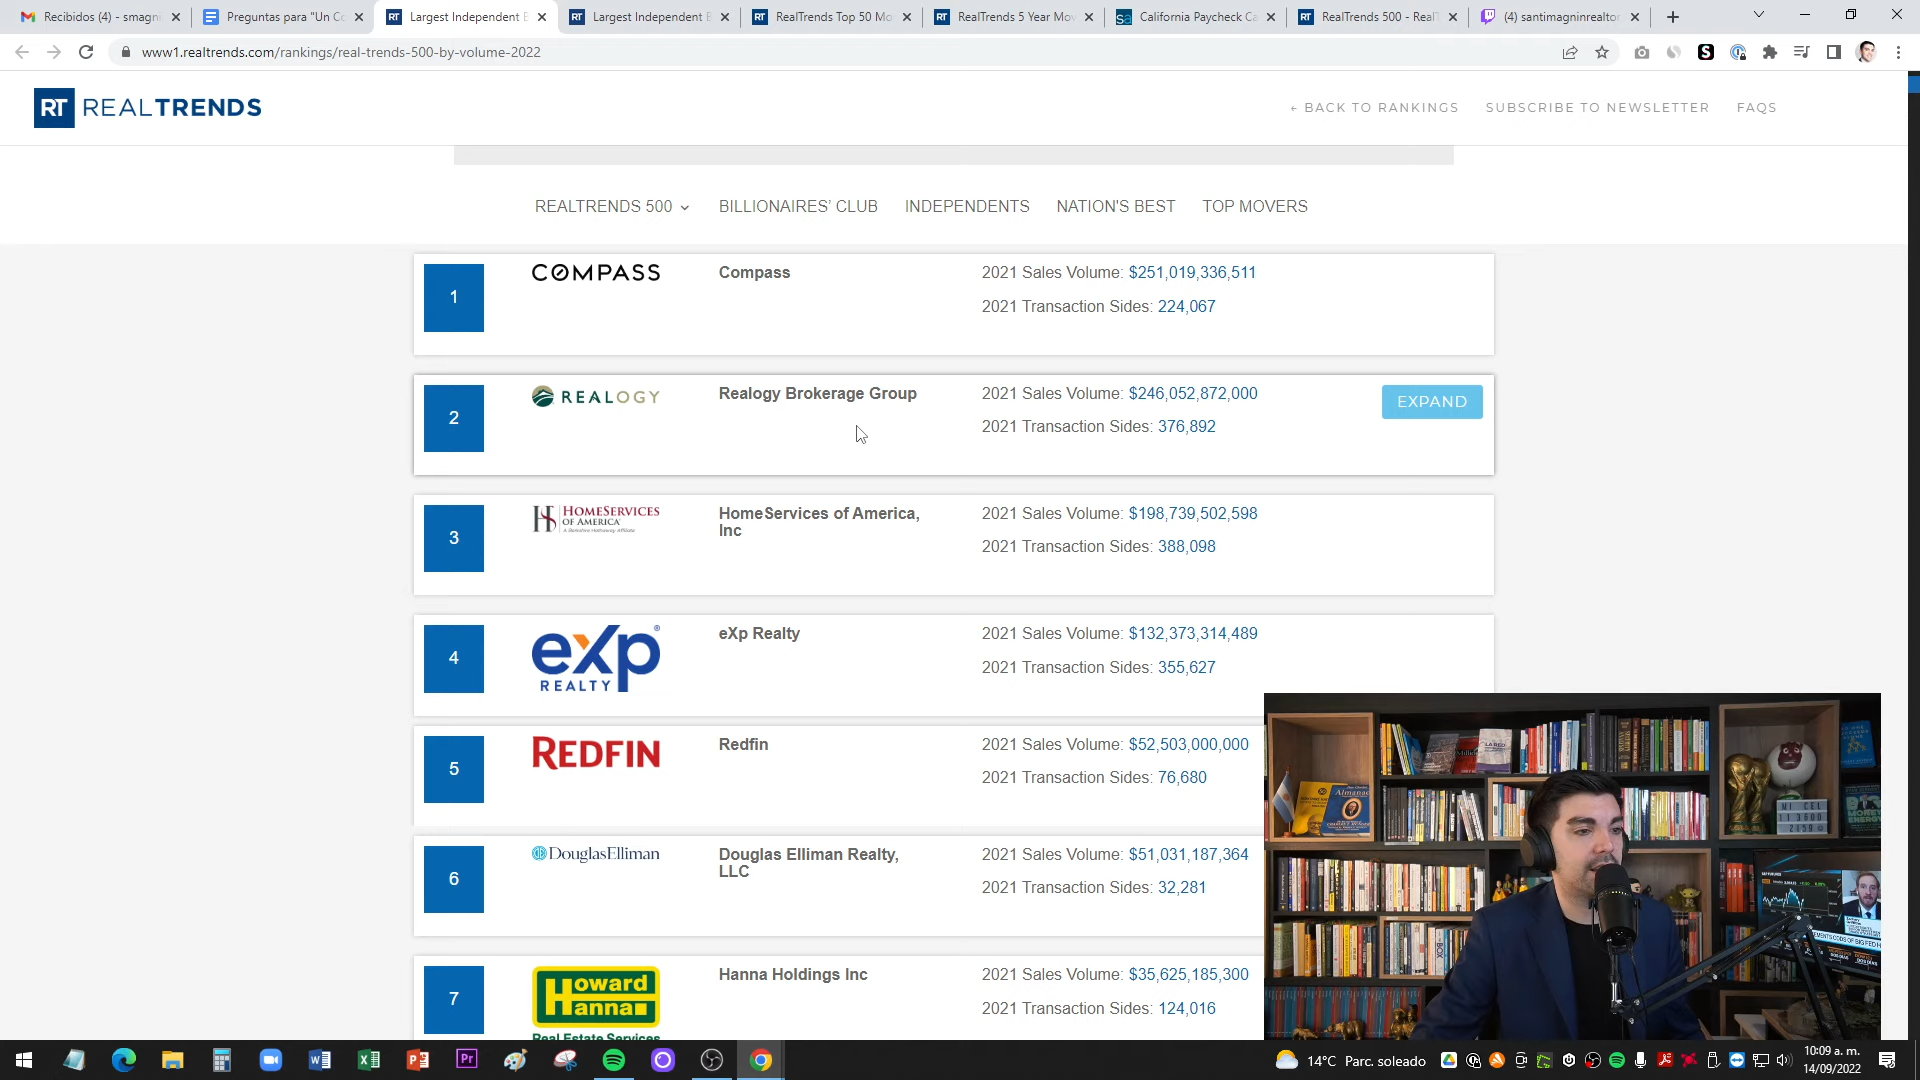 Recibidos (4) - smagni
Preguntas para "Un Co
Largest Independent B
Largest Independent B
RealTrends Top 50 Mo
RealTrends 5 Year Mov
California Paycheck Ca
RealTrends 500 - RealT
(4) santimagninrealtor
www1.realtrends.com/rankings/real-trends-500-by-volume-2022
RT REALTRENDS
← BACK TO RANKINGS SUBSCRIBE TO NEWSLETTER FAQS
REALTRENDS 500 BILLIONAIRES' CLUB INDEPENDENTS NATION'S BEST TOP MOVERS
1 COMPASS Compass 2021 Sales Volume: $251,019,336,511
2021 Transaction Sides: 224,067
2 REALOGY Realogy Brokerage Group 2021 Sales Volume: $246,052,872,000 EXPAND
2021 Transaction Sides: 376,892
3 HOMESERVICES OF AMERICA HomeServices of America, Inc 2021 Sales Volume: $198,739,502,598
2021 Transaction Sides: 388,098
4 eXp REALTY eXp Realty 2021 Sales Volume: $132,373,314,489
2021 Transaction Sides: 355,627
5 REDFIN Redfin 2021 Sales Volume: $52,503,000,000
2021 Transaction Sides: 76,680
6 DouglasElliman Douglas Elliman Realty, LLC 2021 Sales Volume: $51,031,187,364
2021 Transaction Sides: 32,281
7 Howard Hanna Real Estate Services Hanna Holdings Inc 2021 Sales Volume: $35,625,185,300
2021 Transaction Sides: 124,016
14°C Parc. soleado
10:09 a. m.
14/09/2022